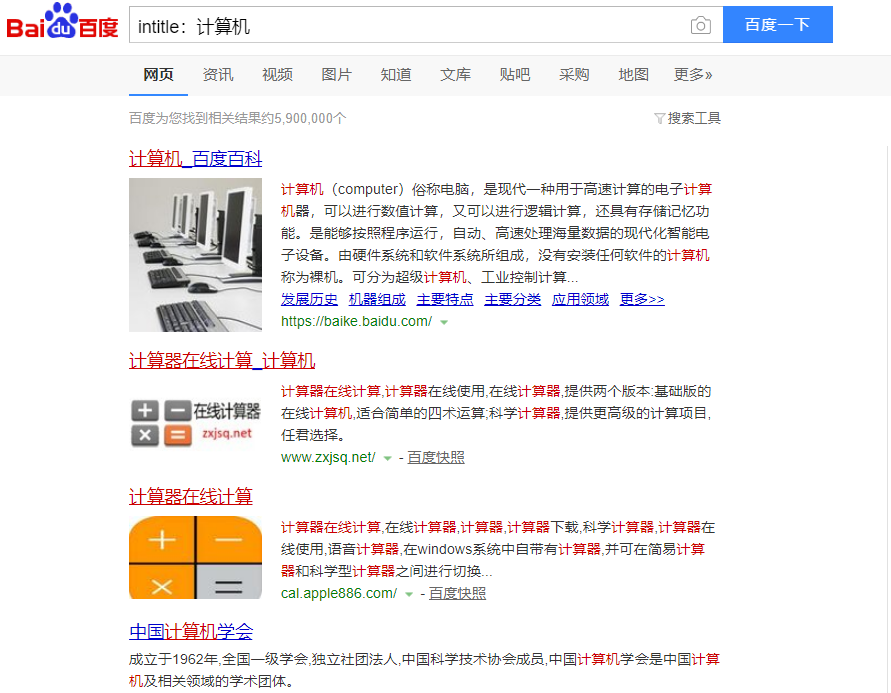 Bai du 百度
intitle：计算机
百度一下
网页 资讯 视频 图片 知道 文库 贴吧 采购 地图 更多»
百度为您找到相关结果约5,900,000个
搜索工具
计算机_百度百科
计算机（computer）俗称电脑，是现代一种用于高速计算的电子计算
机器，可以进行数值计算，又可以进行逻辑计算，还具有存储记忆功
能。是能够按照程序运行，自动、高速处理海量数据的现代化智能电
子设备。由硬件系统和软件系统所组成，没有安装任何软件的计算机
称为裸机。可分为超级计算机、工业控制计算...
发展历史 机器组成 主要特点 主要分类 应用领域 更多>>
https://baike.baidu.com/
计算器在线计算_计算机
在线计算器
zxjsq.net
计算器在线计算,计算器在线使用,在线计算器,提供两个版本:基础版的
在线计算机,适合简单的四术运算;科学计算器,提供更高级的计算项目,
任君选择。
www.zxjsq.net/ - 百度快照
计算器在线计算
计算器在线计算,在线计算器,计算器,计算器下载,科学计算器,计算器在
线使用,语音计算器,在windows系统中自带有计算器,并可在简易计算
器和科学型计算器之间进行切换...
cal.apple886.com/ - 百度快照
中国计算机学会
成立于1962年,全国一级学会,独立社团法人,中国科学技术协会成员,中国计算机学会是中国计算
机及相关领域的学术团体。